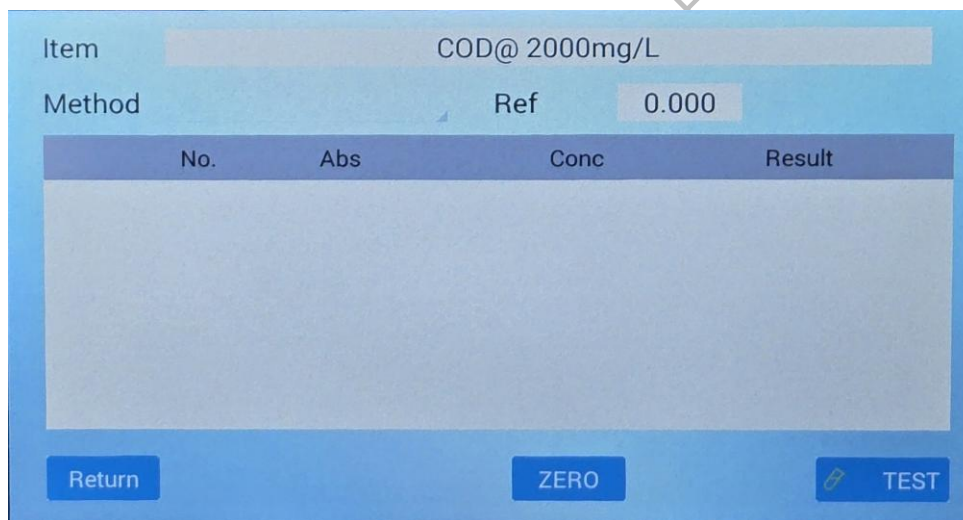 Item COD@ 2000mg/L
Method Ref 0.000
No. Abs Conc Result
Return ZERO TEST